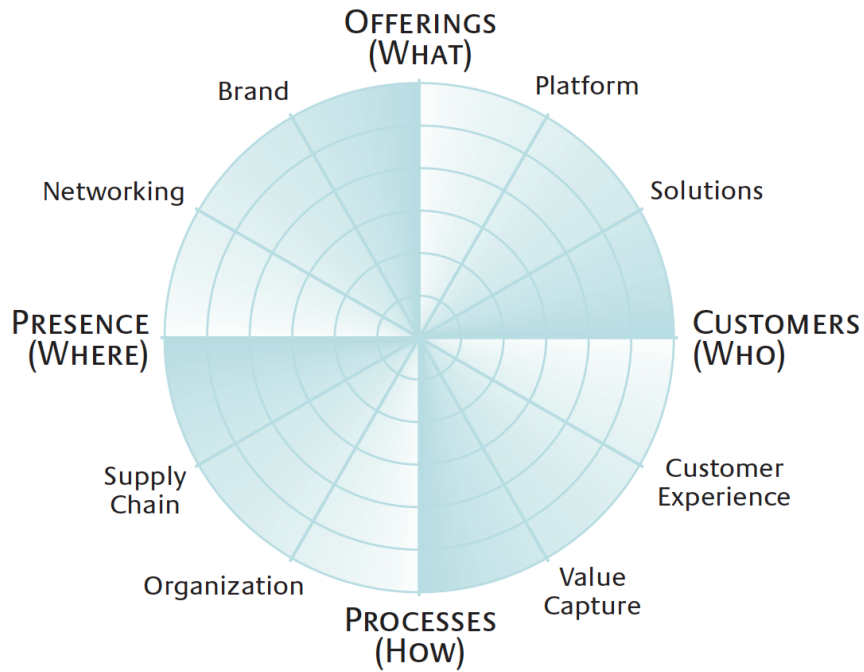 OFFERINGS
(WHAT)
Platform
Solutions
CUSTOMERS
(WHO)
Customer
Experience
Value
Capture
PROCESSES
(HOW)
Organization
Supply
Chain
PRESENCE
(WHERE)
Networking
Brand